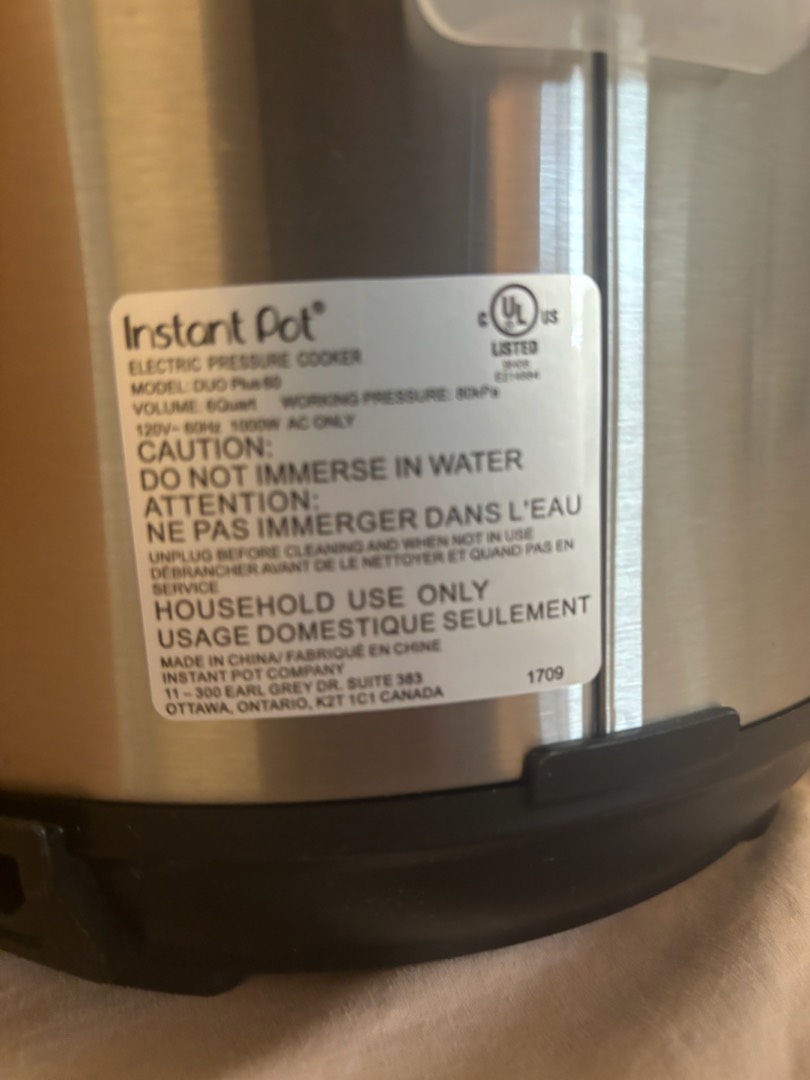 Instant Pot®
C UL US
LISTED
ELECTRIC PRESSURE COOKER
MODEL: DUO Plus 60
VOLUME: 6Quart WORKING PRESSURE: 80kPa
120V~ 60Hz 1000W AC ONLY
CAUTION:
DO NOT IMMERSE IN WATER
ATTENTION:
NE PAS IMMERGER DANS L'EAU
UNPLUG BEFORE CLEANING AND WHEN NOT IN USE
DÉBRANCHER AVANT DE LE NETTOYER ET QUAND PAS EN
SERVICE
HOUSEHOLD USE ONLY
USAGE DOMESTIQUE SEULEMENT
MADE IN CHINA/ FABRIQUÉ EN CHINE
INSTANT POT COMPANY
11 – 300 EARL GREY DR. SUITE 383
OTTAWA, ONTARIO, K2T 1C1 CANADA
1709